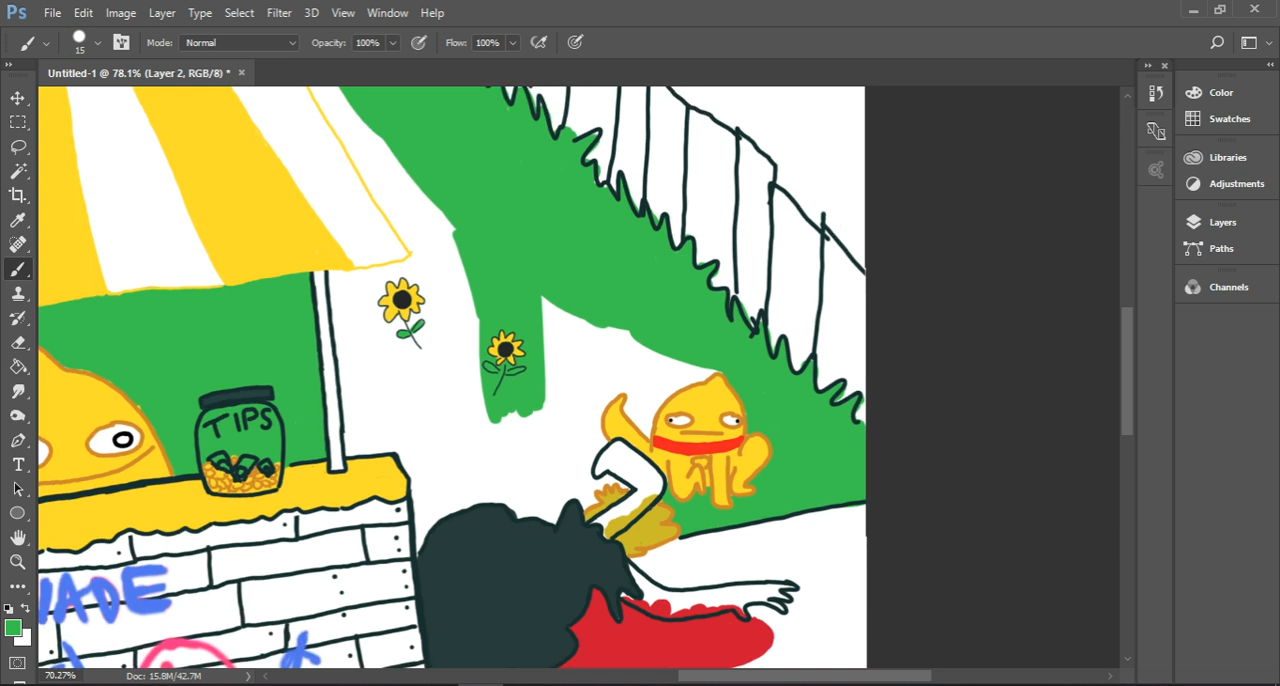 Ps File Edit Image Layer Type Select Filter 3D View Window Help
15 Mode: Normal Opacity: 100% Flow: 100%
Untitled-1 @ 78.1% (Layer 2, RGB/8) *
Color
Swatches
Libraries
Adjustments
Layers
Paths
Channels
TIPS
ADE
70.27% Doc: 15.8M/42.7M